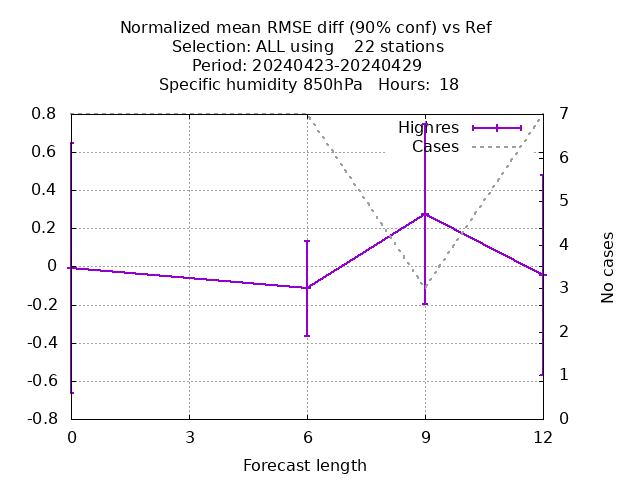 Normalized mean RMSE diff (90% conf) vs Ref
Selection: ALL using    22 stations
Period: 20240423-20240429
Specific humidity 850hPa   Hours:  18
Highres
Cases
0.8
0.6
0.4
0.2
0
-0.2
-0.4
-0.6
-0.8
7
6
5
4
3
2
1
0
No cases
0
3
6
9
12
Forecast length